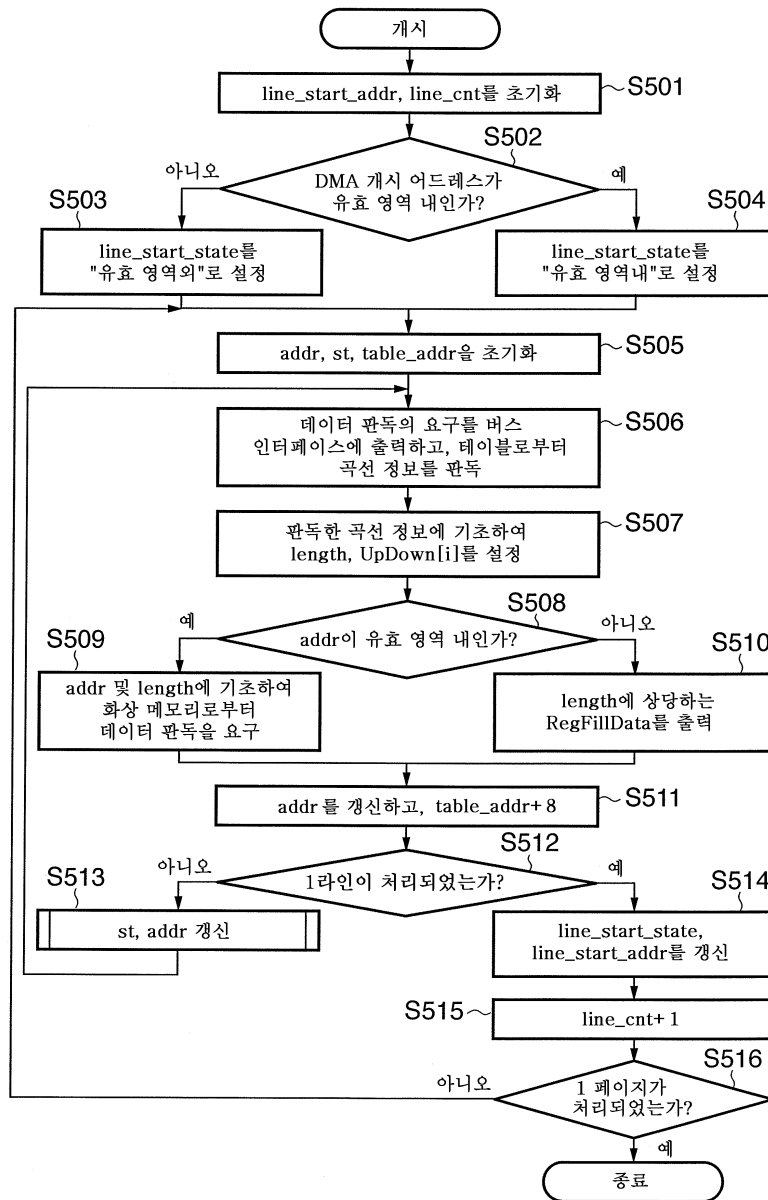 개시
line_start_addr, line_cnt를 초기화
S501
S502
DMA 개시 어드레스가
유효 영역 내인가?
아니오
예
S503
line_start_state를
"유효 영역외"로 설정
S504
line_start_state를
"유효 영역내"로 설정
addr, st, table_addr을 초기화
S505
데이터 판독의 요구를 버스
인터페이스에 출력하고, 테이블로부터
곡선 정보를 판독
S506
판독한 곡선 정보에 기초하여
length, UpDown[i]를 설정
S507
S508
addr이 유효 영역 내인가?
예
아니오
S509
addr 및 length에 기초하여
화상 메모리로부터
데이터 판독을 요구
S510
length에 상당하는
RegFillData를 출력
addr를 갱신하고, table_addr+8
S511
S512
1라인이 처리되었는가?
아니오
예
S513
st, addr 갱신
S514
line_start_state,
line_start_addr를 갱신
S515
line_cnt+1
S516
1 페이지가
처리되었는가?
아니오
예
종료